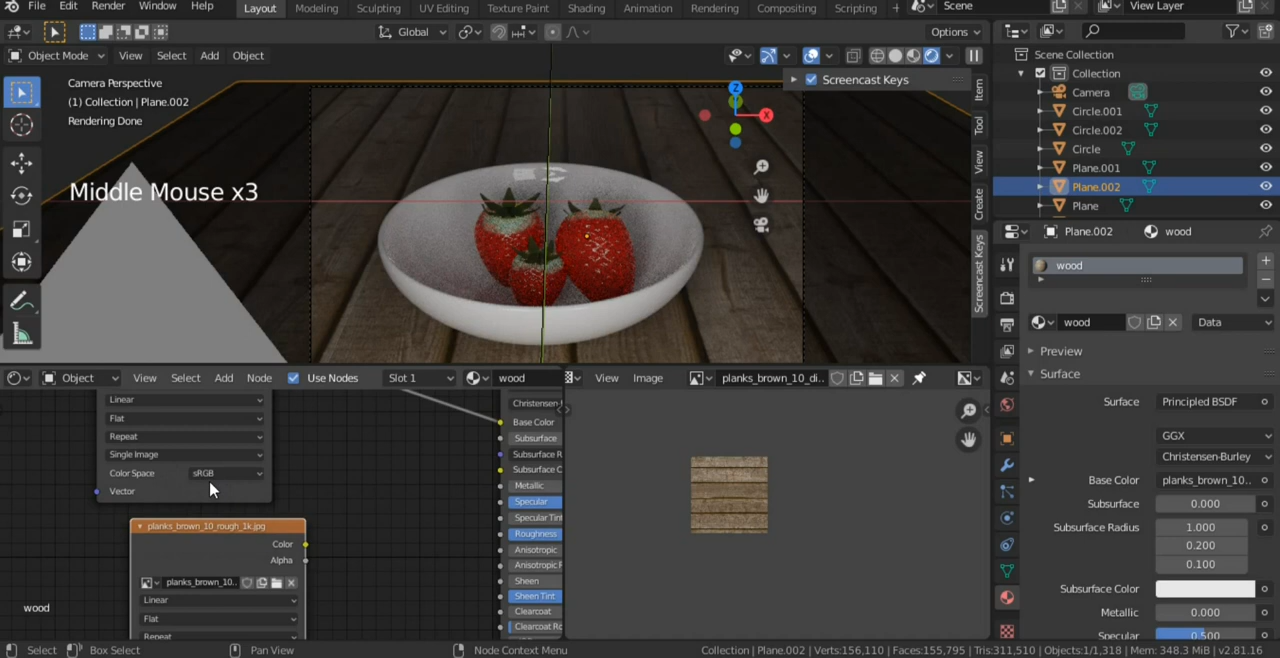 File Edit Render Window Help Layout Modeling Sculpting UV Editing Texture Paint Shading Animation Rendering Compositing Scripting Scene View Layer
Global Options
Object Mode View Select Add Object
Camera Perspective
(1) Collection | Plane.002
Rendering Done
Middle Mouse x3
Screencast Keys
Z
X
Item
Tool
View
Create
Screencast Keys
Scene Collection
Collection
Camera
Circle.001
Circle.002
Circle
Plane.001
Plane.002
Plane
Plane.002 wood
wood
wood Data
Preview
Surface
Surface Principled BSDF
GGX
Christensen-Burley
Base Color planks_brown_10..
Subsurface 0.000
Subsurface Radius 1.000
0.200
0.100
Subsurface Color
Metallic 0.000
Specular 0.500
Object View Select Add Node Use Nodes Slot 1 wood
Linear
Flat
Repeat
Single Image
Color Space sRGB
Vector
planks_brown_10_rough_1k.jpg
Color
Alpha
planks_brown_10..
Linear
Flat
Repeat
wood
Christensen-
Base Color
Subsurface
Subsurface R
Subsurface C
Metallic
Specular
Specular Tint
Roughness
Anisotropic
Anisotropic R
Sheen
Sheen Tint
Clearcoat
Clearcoat Ro
View Image planks_brown_10_di..
Select Box Select Pan View Node Context Menu Collection | Plane.002 | Verts:156,110 | Faces:155,795 | Tris:311,510 | Objects:1/1,318 | Mem: 348.3 MiB | v2.81.16